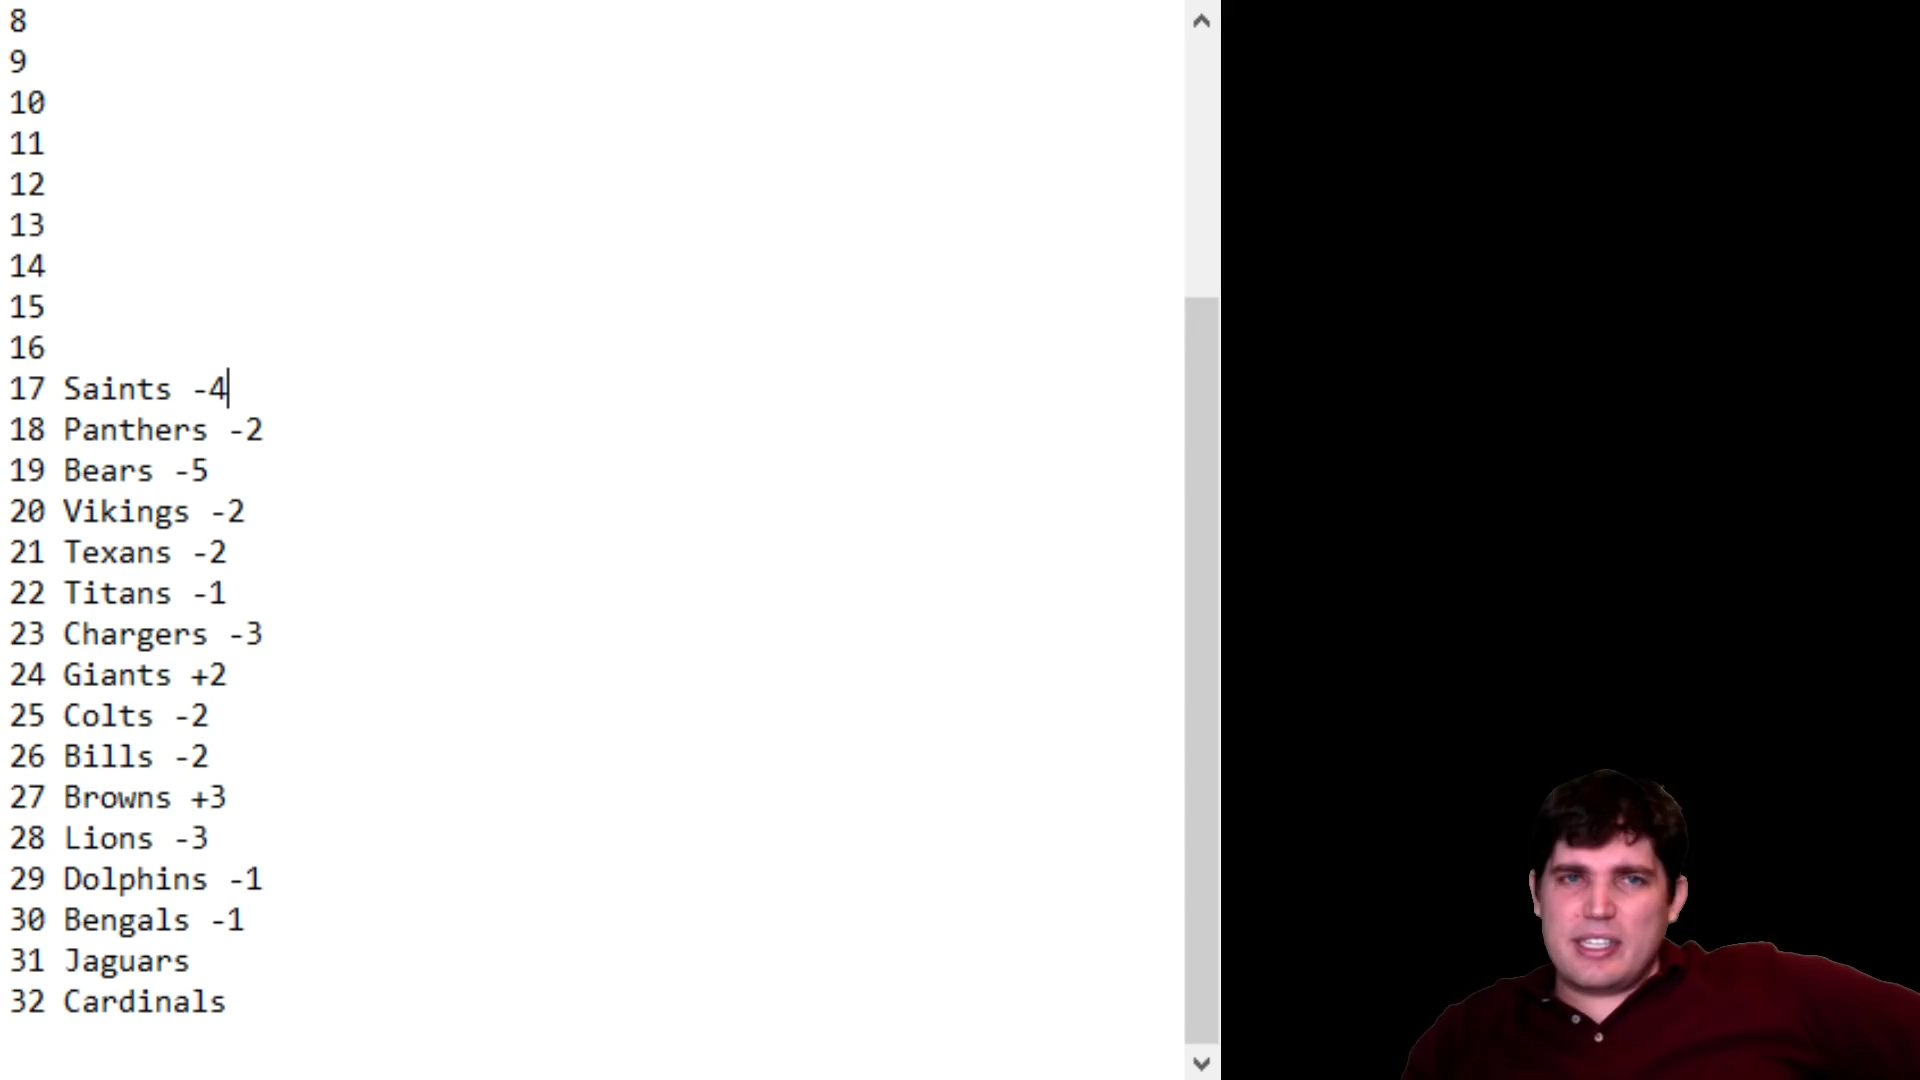 8
9
10
11
12
13
14
15
16
17 Saints -4
18 Panthers -2
19 Bears -5
20 Vikings -2
21 Texans -2
22 Titans -1
23 Chargers -3
24 Giants +2
25 Colts -2
26 Bills -2
27 Browns +3
28 Lions -3
29 Dolphins -1
30 Bengals -1
31 Jaguars
32 Cardinals